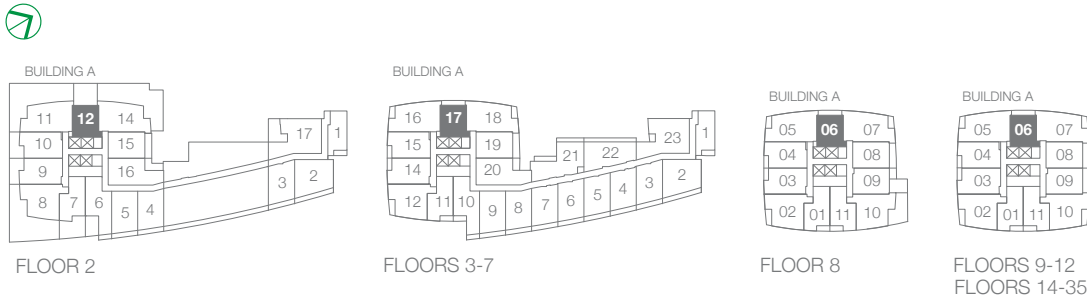 BUILDING A
11 12 14
10 15
9 16
8 7 6 5 4
17 1
3 2
FLOOR 2
BUILDING A
16 17 18
15 19
14 20
12 11 10 9 8 7 6 5 4 3 2
21 22 23 1
FLOORS 3-7
BUILDING A
05 06 07
04 08
03 09
02 01 11 10
FLOOR 8
BUILDING A
05 06 07
04 08
03 09
02 01 11 10
FLOORS 9-12
FLOORS 14-35